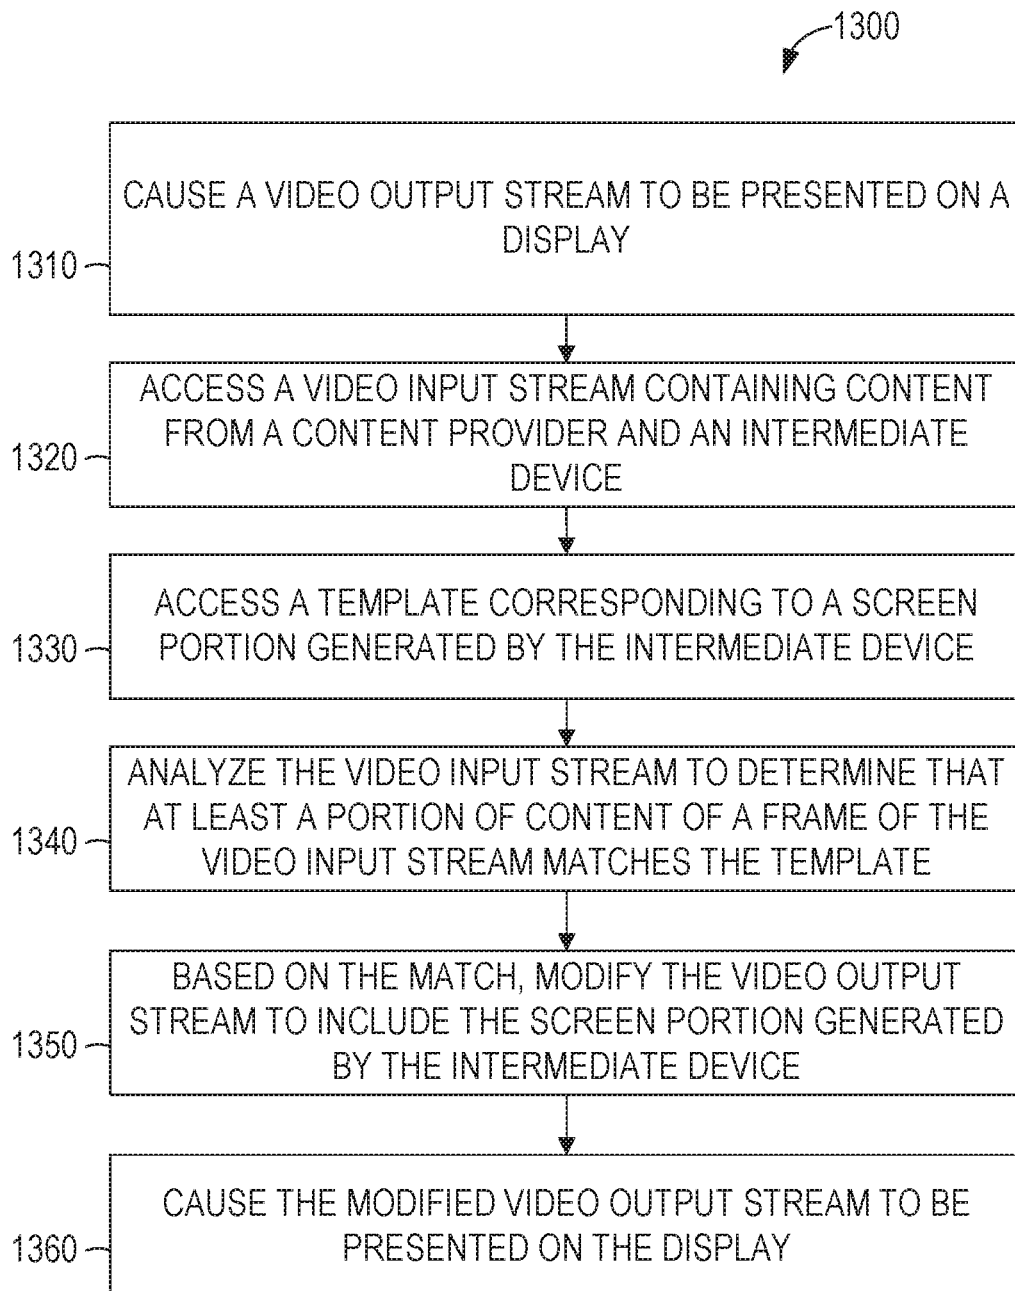 1300
CAUSE A VIDEO OUTPUT STREAM TO BE PRESENTED ON A
DISPLAY
1310
ACCESS A VIDEO INPUT STREAM CONTAINING CONTENT
FROM A CONTENT PROVIDER AND AN INTERMEDIATE
DEVICE
1320
ACCESS A TEMPLATE CORRESPONDING TO A SCREEN
PORTION GENERATED BY THE INTERMEDIATE DEVICE
1330
ANALYZE THE VIDEO INPUT STREAM TO DETERMINE THAT
AT LEAST A PORTION OF CONTENT OF A FRAME OF THE
VIDEO INPUT STREAM MATCHES THE TEMPLATE
1340
BASED ON THE MATCH, MODIFY THE VIDEO OUTPUT
STREAM TO INCLUDE THE SCREEN PORTION GENERATED
BY THE INTERMEDIATE DEVICE
1350
CAUSE THE MODIFIED VIDEO OUTPUT STREAM TO BE
PRESENTED ON THE DISPLAY
1360